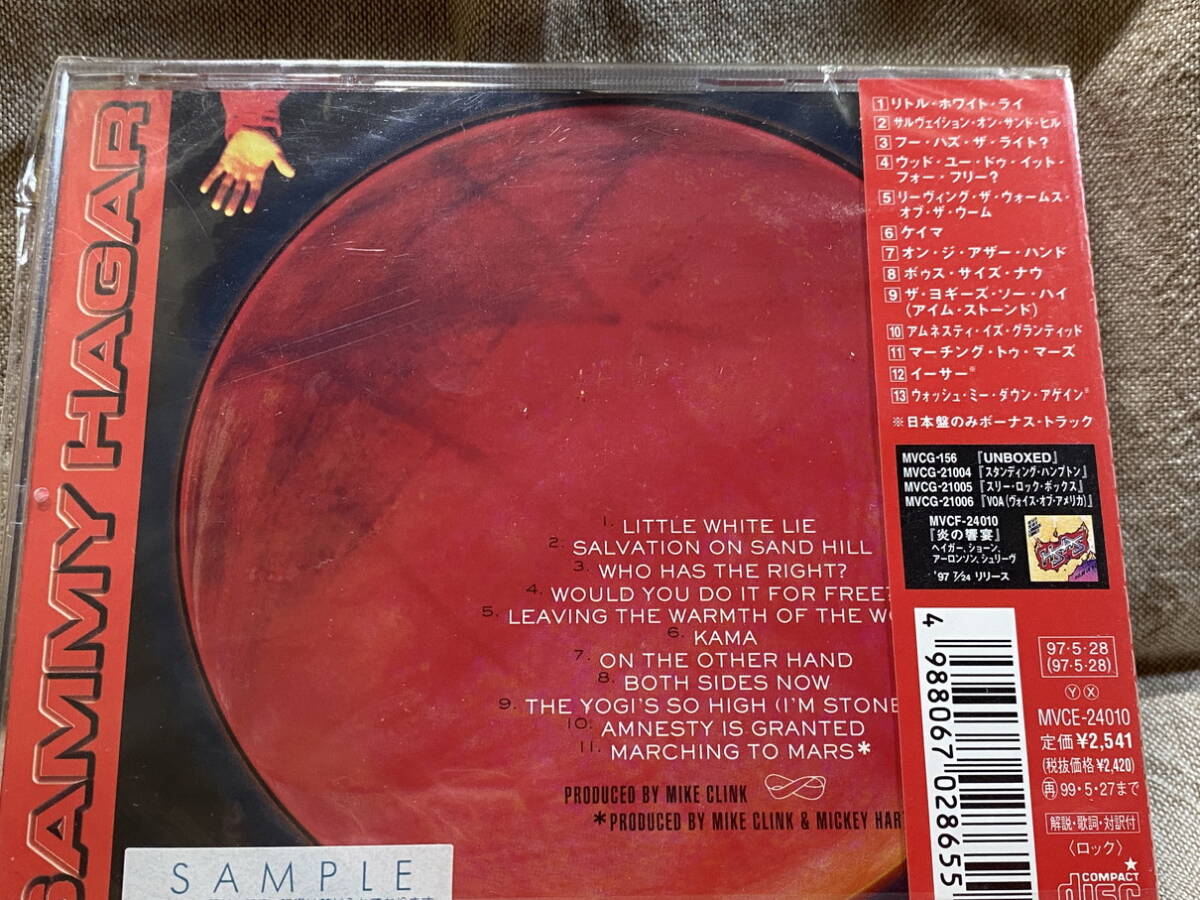 SAMMY HAGAR
1. LITTLE WHITE LIE
2. SALVATION ON SAND HILL
3. WHO HAS THE RIGHT?
4. WOULD YOU DO IT FOR FREE?
5. LEAVING THE WARMTH OF THE
6. KAMA
7. ON THE OTHER HAND
8. BOTH SIDES NOW
9. THE YOGI'S SO HIGH (I'M
10. AMNESTY IS GRANTED
11. MARCHING TO MARS*
PRODUCED BY MIKE CLINK
*PRODUCED BY MIKE CLINK & MICKEY
SAMPLE
1 リトル・ホワイト・ライ
2 サルヴェイション・オン・サンド・ヒル
3 フー・ハズ・ザ・ライト?
4 ウッド・ユー・ドゥ・イット・
フォー・フリー?
5 リーヴィング・ザ・ウォームス・
オブ・ザ・ウーム
6 ケイマ
7 オン・ジ・アザー・ハンド
8 ボゥス・サイズ・ナウ
9 ザ・ヨギーズ・ソー・ハイ
(アイム・ストーンド)
10 アムネスティ・イズ・グランティッド
11 マーチング・トゥ・マーズ
12 イーサー※
13 ウォッシュ・ミー・ダウン・アゲイン※
※日本盤のみボーナス・トラック
MVCG-156 『UNBOXED』
MVCG-21004 『スタンディング・ハンプトン』
MVCG-21005 『スリー・ロック・ボックス』
MVCG-21006 『VOA(ヴォイス・オブ・アメリカ)』
MVCF-24010
『炎の饗宴』
ヘイガー、ショーン、
アーロンソン、シュリーヴ
'97 7/24 リリース
HSAS
4 988067 028655
97・5・28
(97・5・28)
Ⓨ Ⓧ
MVCE-24010
定価¥2,541
(税抜価格¥2,420)
再 99・5・27まで
解説・歌詞・対訳付
〈ロック〉
★
COMPACT
disc